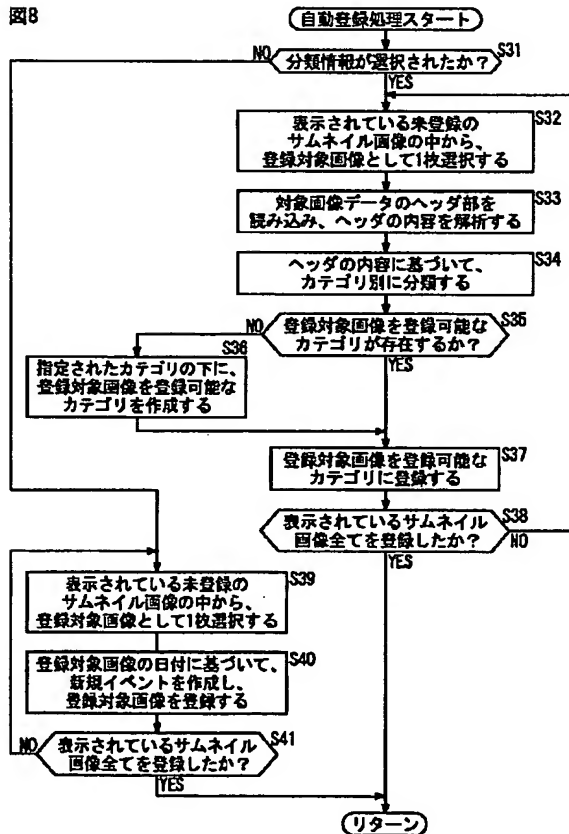 図8
自動登録処理スタート
分類情報が選択されたか?
S31
NO
YES
表示されている未登録の
サムネイル画像の中から、
登録対象画像として1枚選択する
S32
対象画像データのヘッダ部を
読み込み、ヘッダの内容を解析する
S33
ヘッダの内容に基づいて、
カテゴリ別に分類する
S34
登録対象画像を登録可能な
カテゴリが存在するか?
S35
NO
YES
S36
指定されたカテゴリの下に、
登録対象画像を登録可能な
カテゴリを作成する
登録対象画像を登録可能な
カテゴリに登録する
S37
表示されているサムネイル
画像全てを登録したか?
S38
NO
YES
表示されている未登録の
サムネイル画像の中から、
登録対象画像として1枚選択する
S39
登録対象画像の日付に基づいて、
新規イベントを作成し、
登録対象画像を登録する
S40
表示されているサムネイル
画像全てを登録したか?
S41
NO
YES
リターン